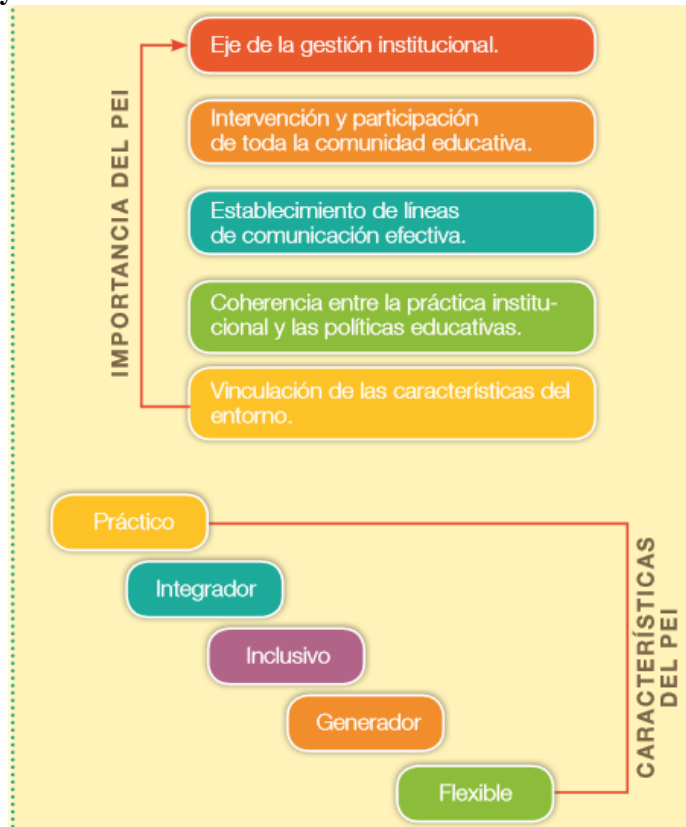 y
IMPORTANCIA DEL PEI
Eje de la gestión institucional.
Intervención y participación
de toda la comunidad educativa.
Establecimiento de líneas
de comunicación efectiva.
Coherencia entre la práctica institu-
cional y las políticas educativas.
Vinculación de las características del
entorno.
Práctico
Integrador
Inclusivo
Generador
Flexible
CARACTERÍSTICAS
DEL PEI